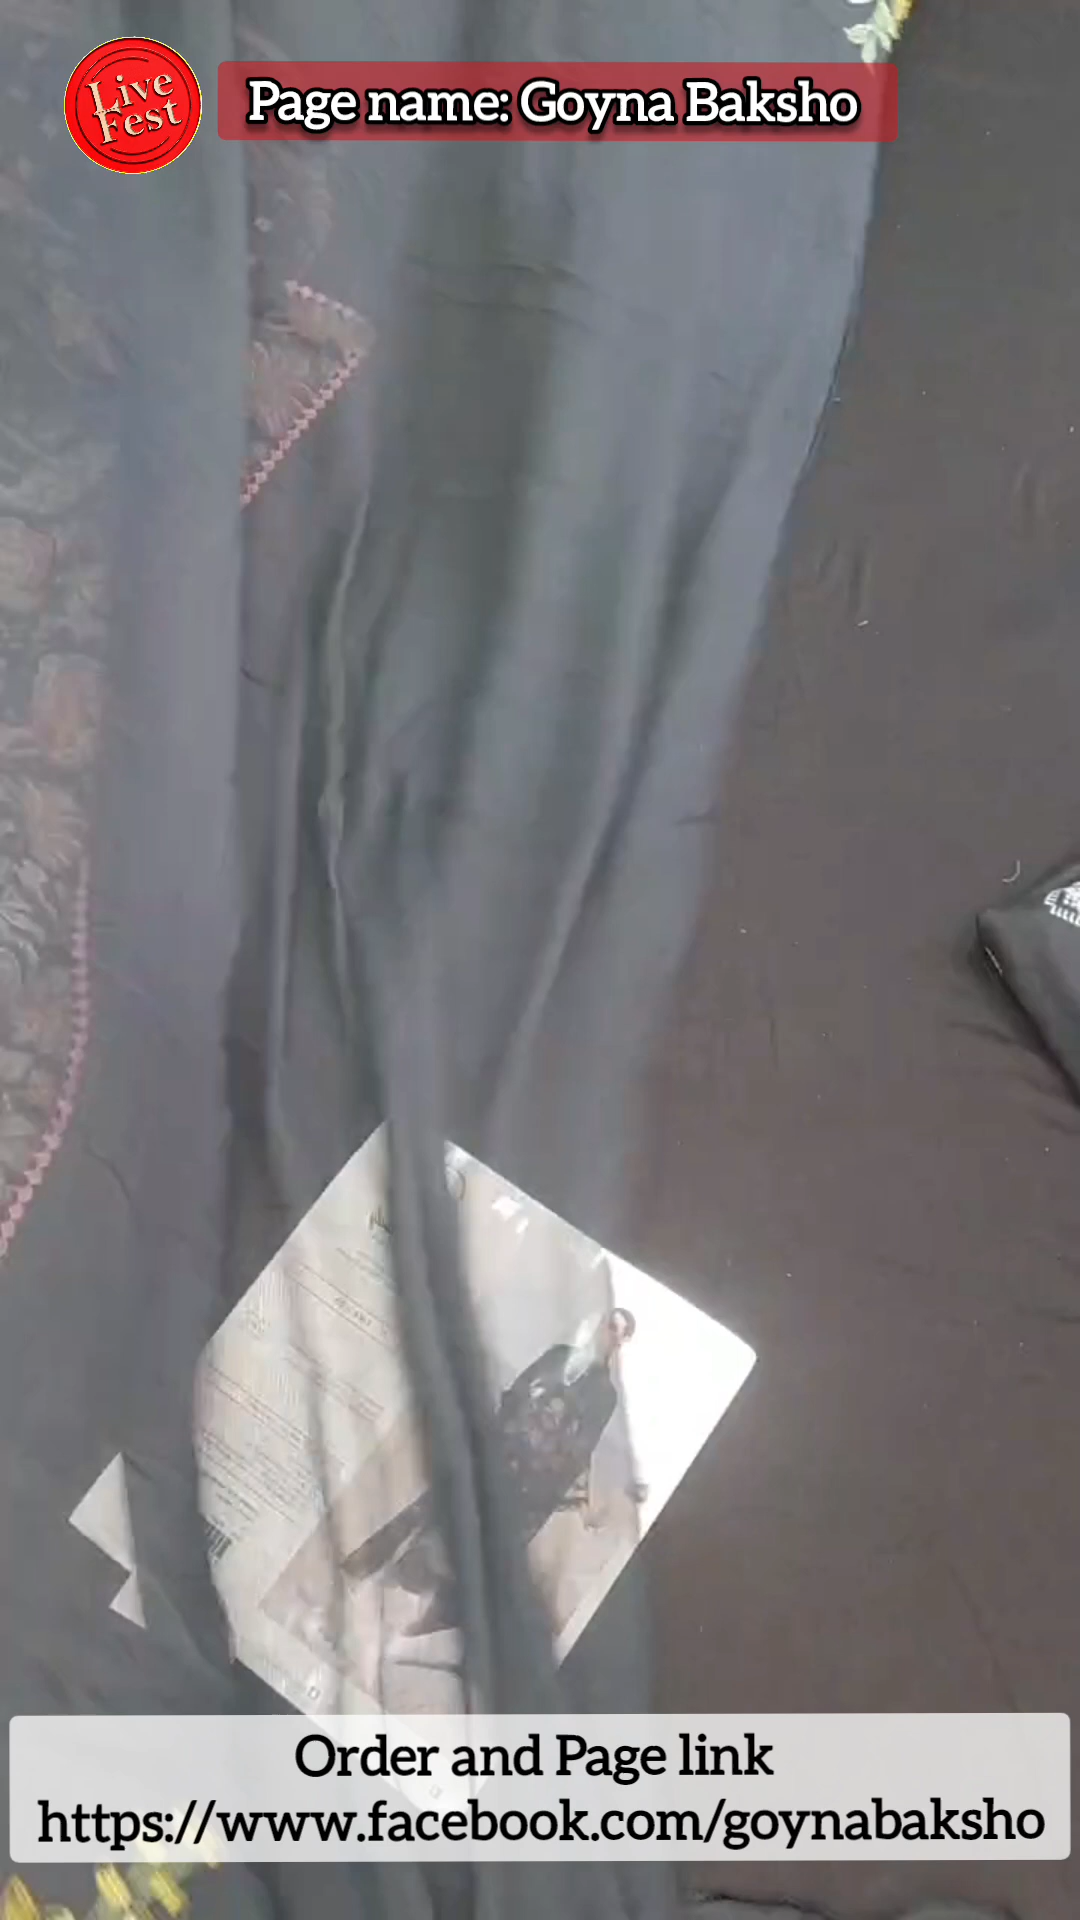 Live
Fest
Page name: Goyna Baksho
Order and Page link
https://www.facebook.com/goynabaksho